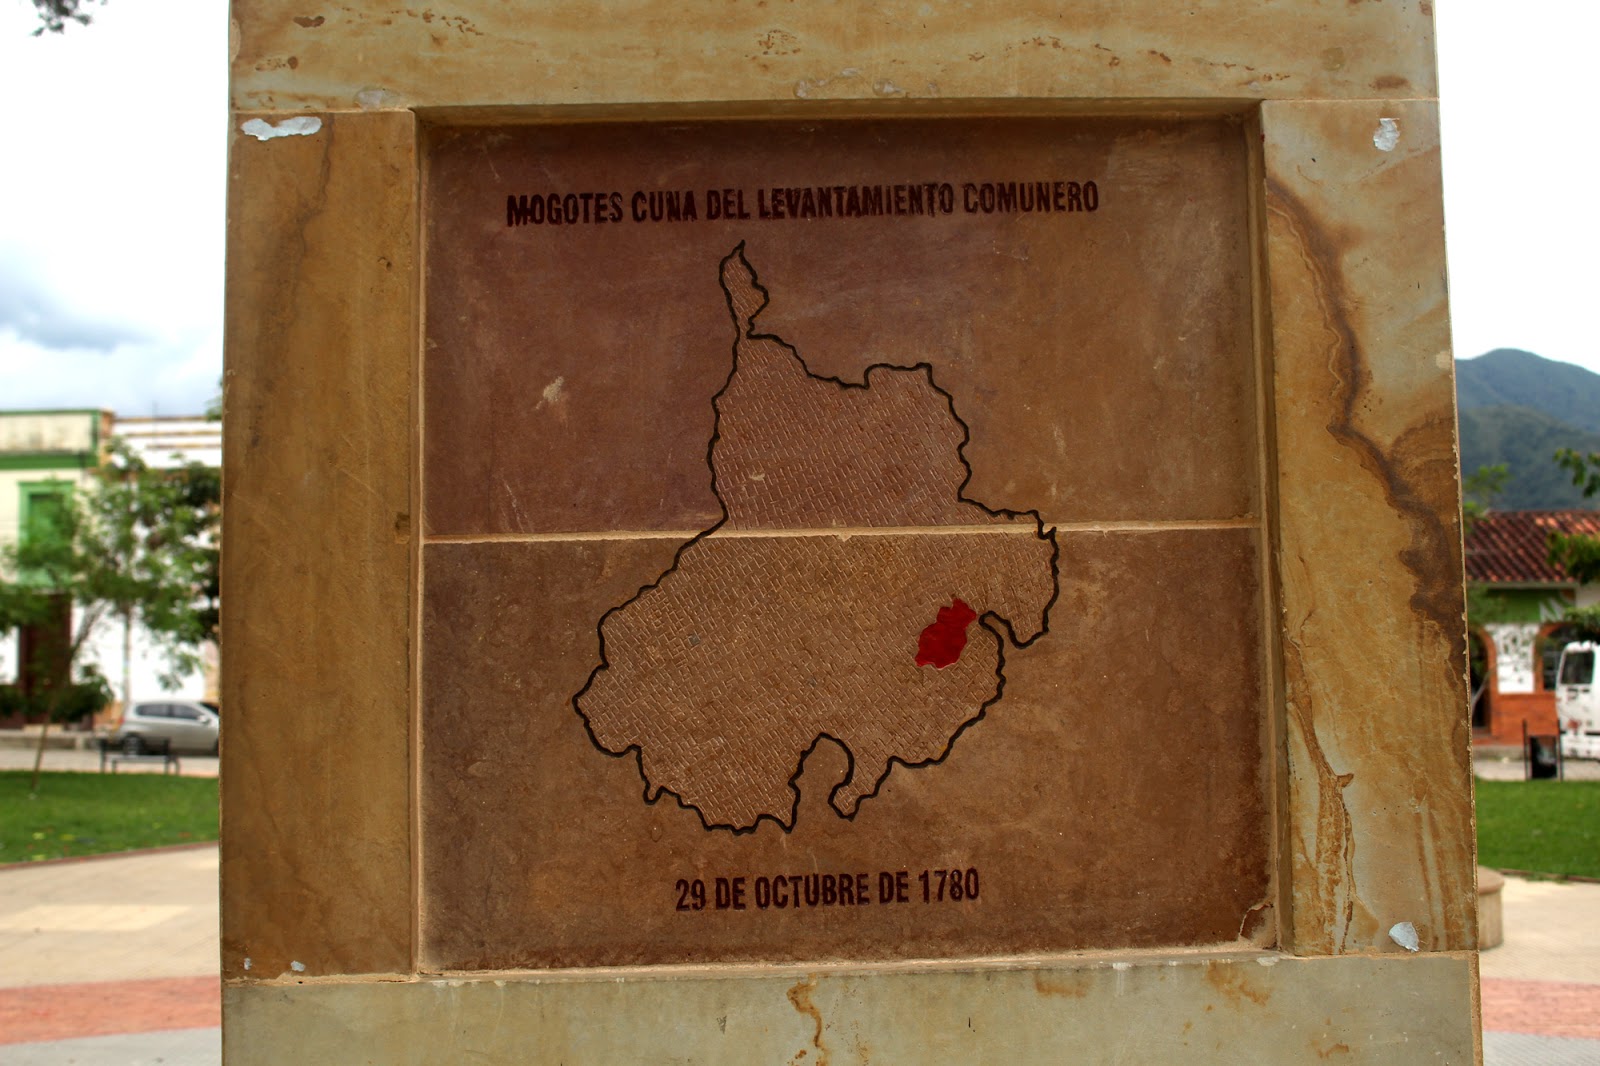 MOGOTES CUNA DEL LEVANTAMIENTO COMUNERO
29 DE OCTUBRE DE 1780